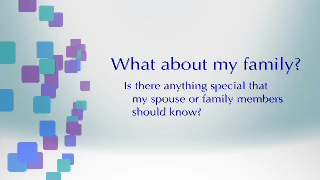 What about my family?
Is there anything special that
my spouse or family members
should know?